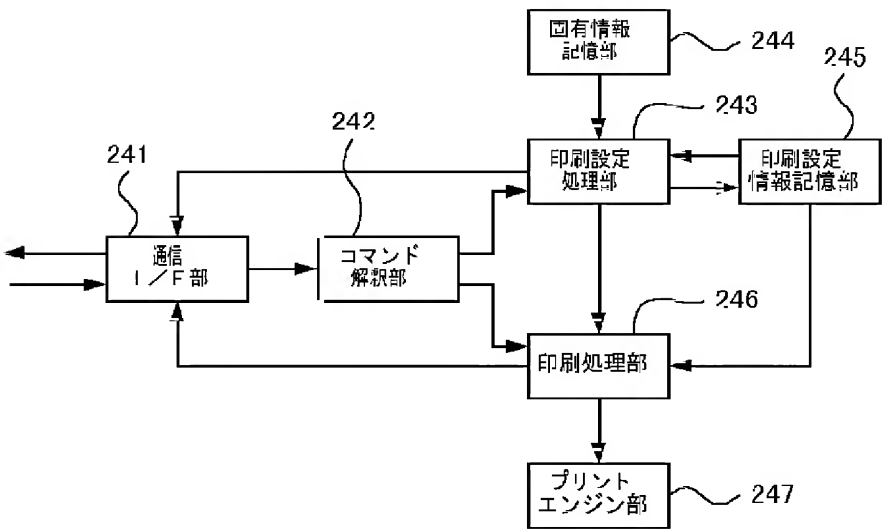 固有情報
記憶部
244
245
243
242
241
印刷設定
処理部
印刷設定
情報記憶部
通信
I／F部
コマンド
解釈部
246
印刷処理部
プリント
エンジン部
247